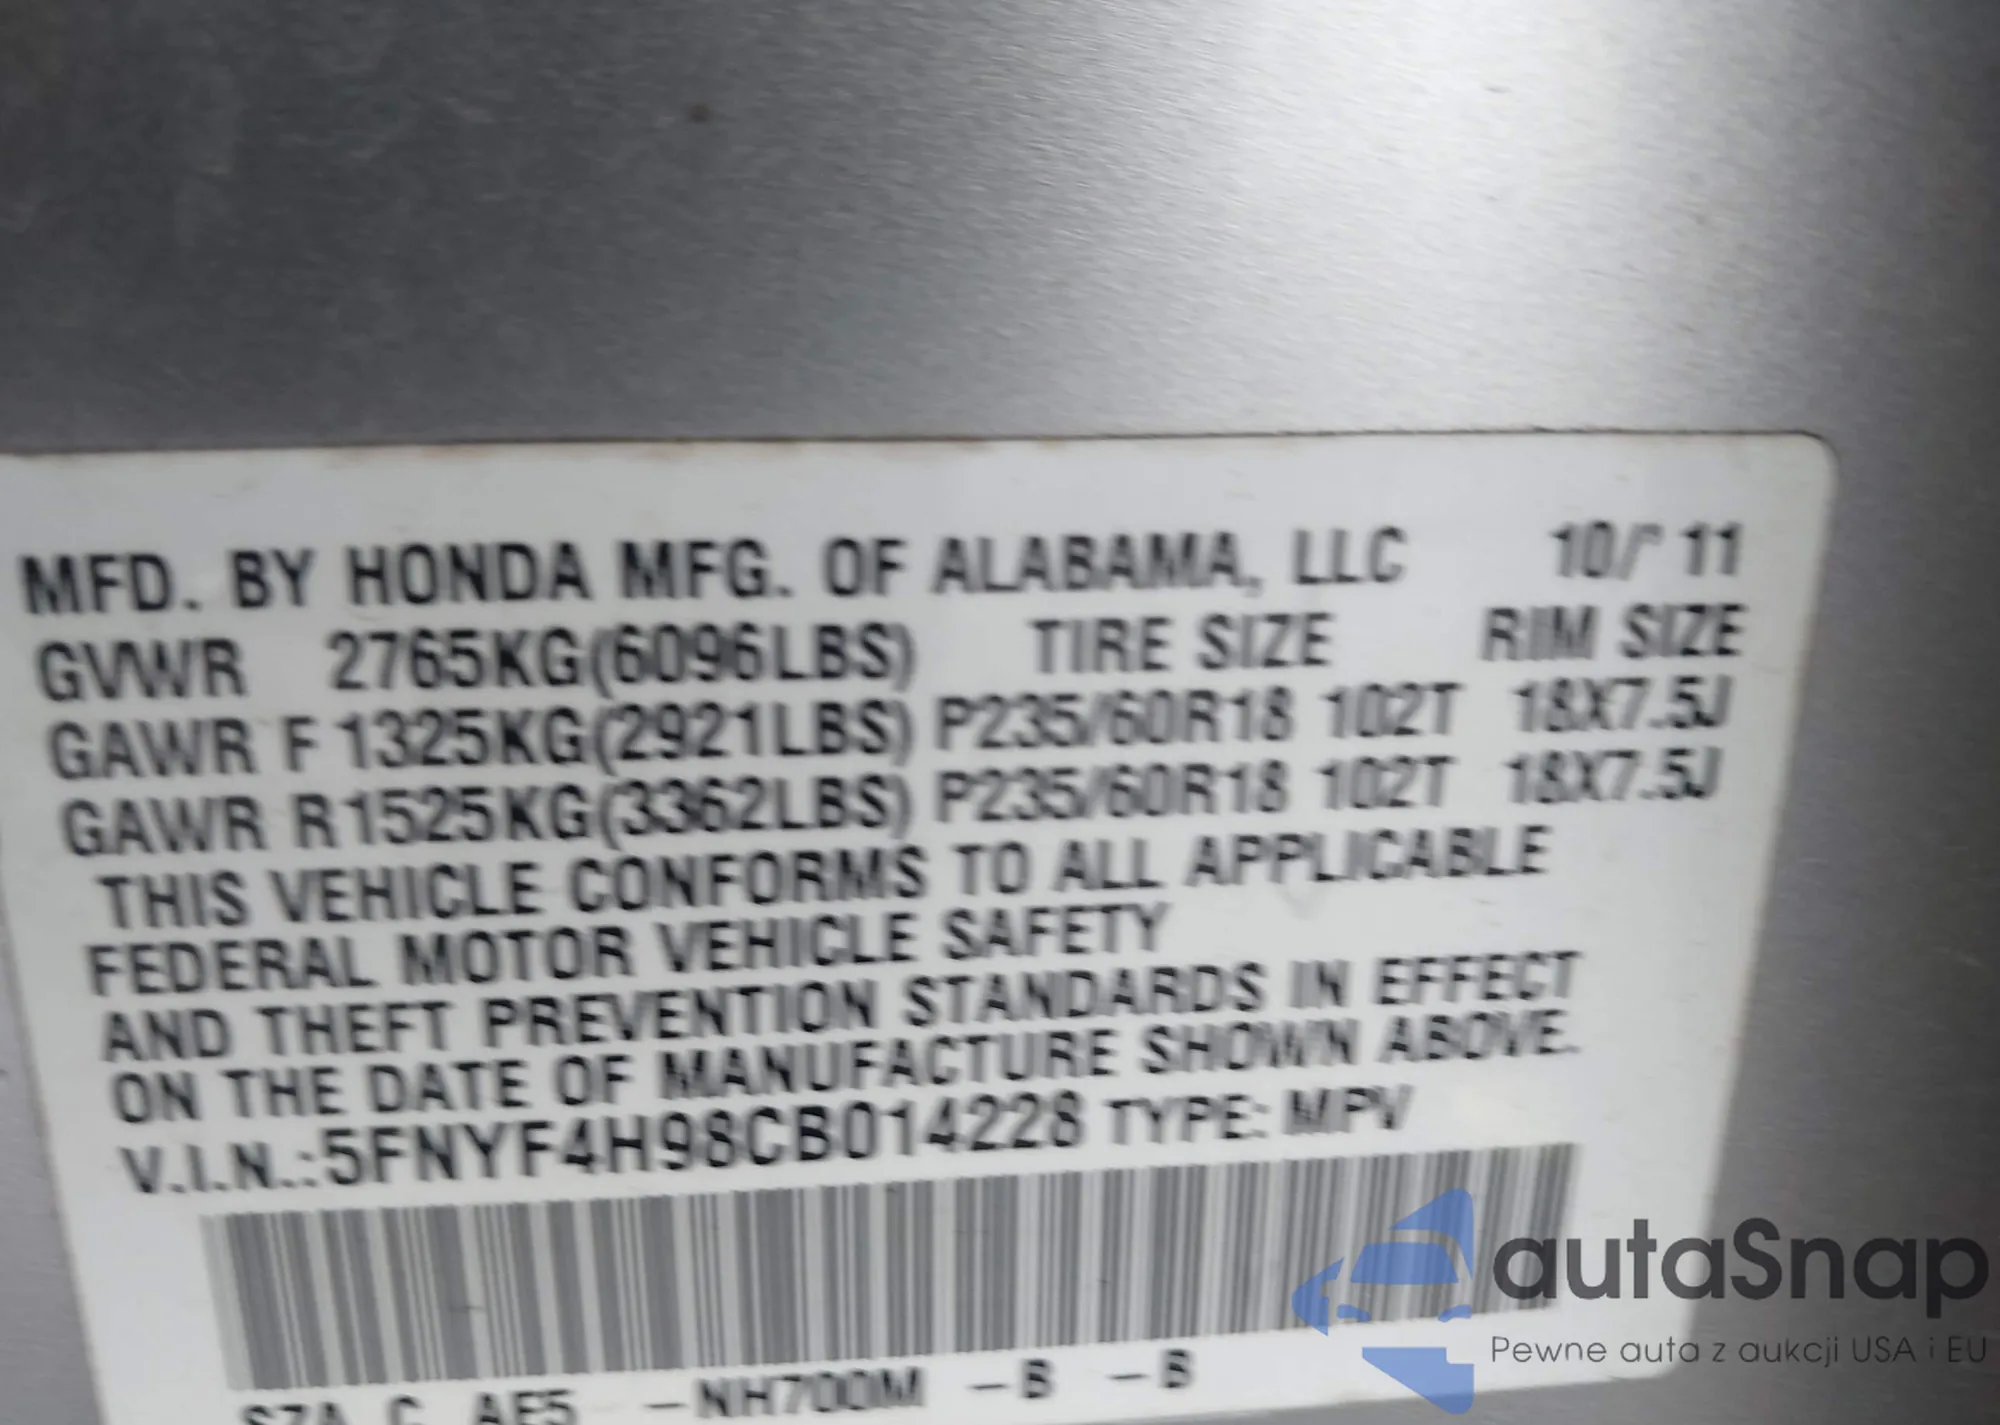 MFD. BY HONDA MFG. OF ALABAMA, LLC 10/ 11
GVWR 2765KG(6096LBS) TIRE SIZE RIM SIZE
GAWR F 1325KG(2921LBS) P235/60R18 102T 18X7.5J
GAWR R 1525KG(3362LBS) P235/60R18 102T 18X7.5J
THIS VEHICLE CONFORMS TO ALL APPLICABLE
FEDERAL MOTOR VEHICLE SAFETY
AND THEFT PREVENTION STANDARDS IN EFFECT
ON THE DATE OF MANUFACTURE SHOWN ABOVE.
V.I.N.:5FNYF4H98CB014228 TYPE: MPV
SZA C AE5 -NH700M -B -B
autaSnap
Pewne auta z aukcji USA i EU